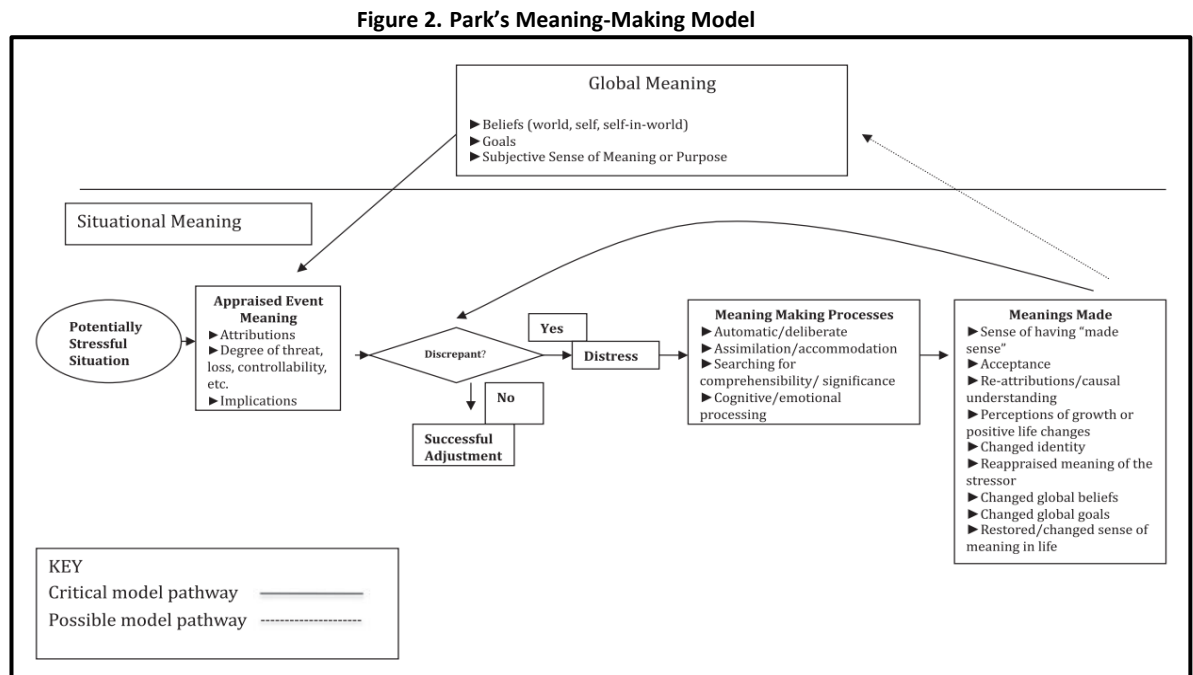 Figure 2. Park's Meaning-Making Model
Global Meaning
►Beliefs (world, self, self-in-world)
►Goals
►Subjective Sense of Meaning or Purpose
Situational Meaning
Potentially
Stressful
Situation
Appraised Event
Meaning
►Attributions
►Degree of threat,
loss, controllability,
etc.
►Implications
Discrepant?
Yes
Distress
No
Successful
Adjustment
Meaning Making Processes
►Automatic/deliberate
►Assimilation/accommodation
►Searching for
comprehensibility/ significance
►Cognitive/emotional
processing
Meanings Made
►Sense of having “made
sense”
►Acceptance
►Re-attributions/causal
understanding
►Perceptions of growth or
positive life changes
►Changed identity
►Reappraised meaning of the
stressor
►Changed global beliefs
►Changed global goals
►Restored/changed sense of
meaning in life
KEY
Critical model pathway
Possible model pathway